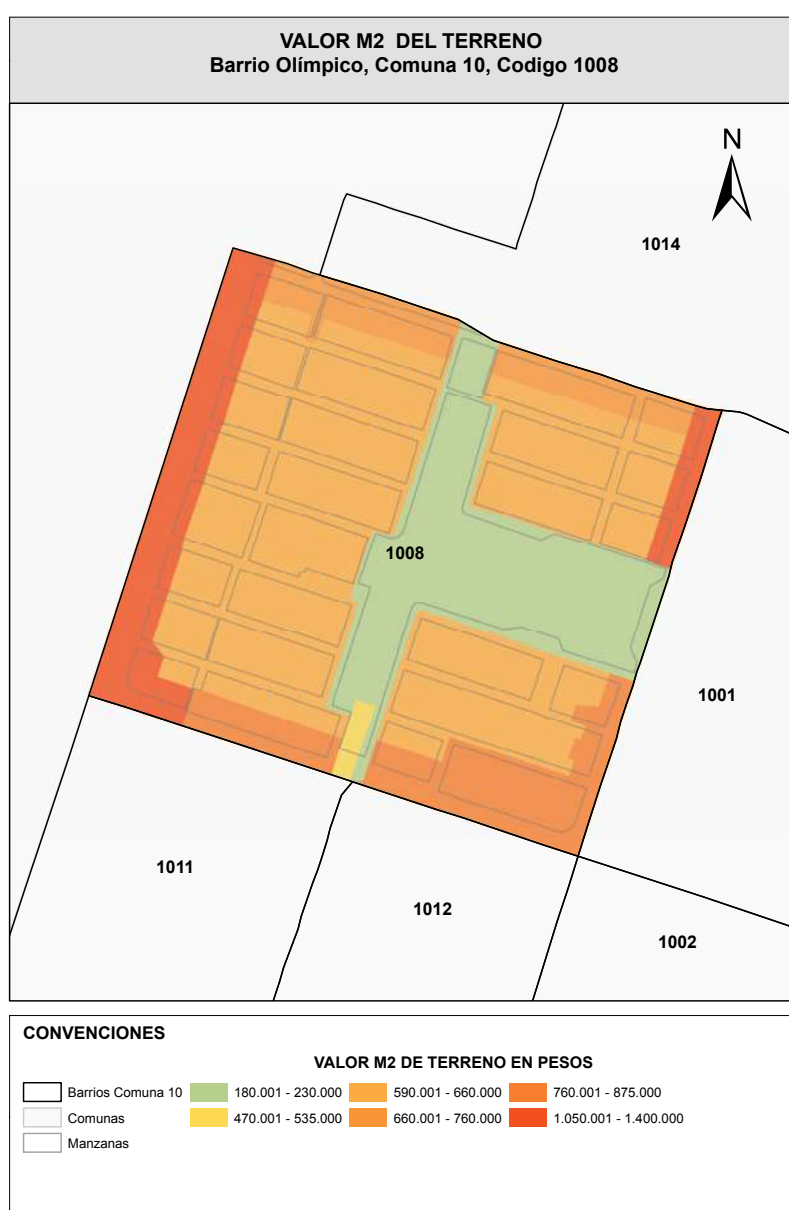 VALOR M2 DEL TERRENO
Barrio Olímpico, Comuna 10, Codigo 1008
N
1014
1008
1001
1011
1012
1002
CONVENCIONES
VALOR M2 DE TERRENO EN PESOS
Barrios Comuna 10 180.001 - 230.000 590.001 - 660.000 760.001 - 875.000
Comunas 470.001 - 535.000 660.001 - 760.000 1.050.001 - 1.400.000
Manzanas